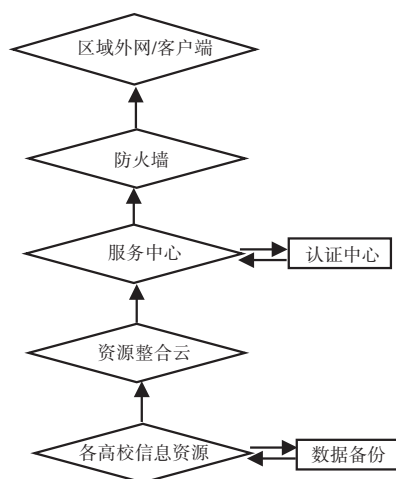 区域外网/客户端
防火墙
服务中心
认证中心
资源整合云
各高校信息资源
数据备份